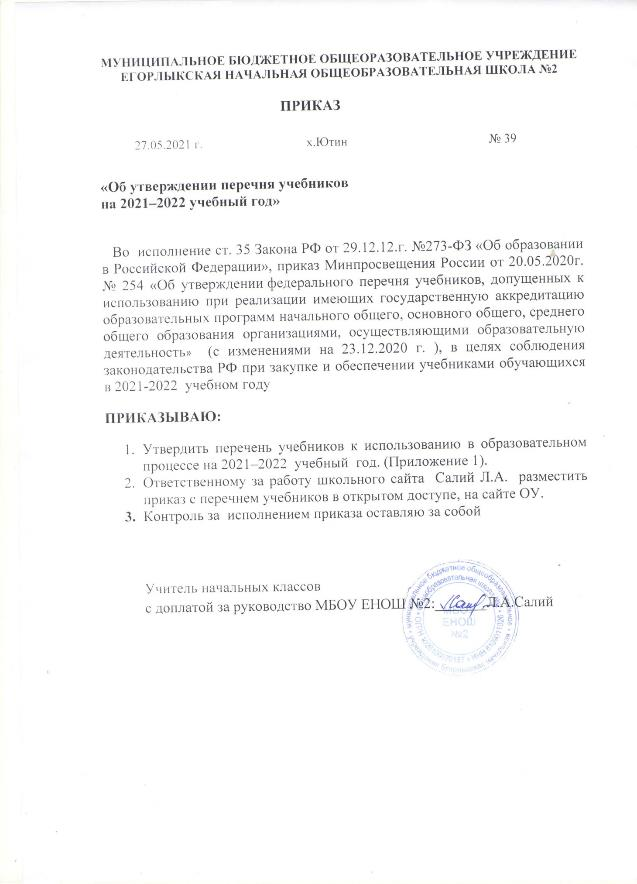 МУНИЦИПАЛЬНОЕ БЮДЖЕТНОЕ ОБЩЕОРАЗОВАТЕЛЬНОЕ УЧРЕЖДЕНИЕ
ЕГОРЛЫКСКАЯ НАЧАЛЬНАЯ ОБЩЕОБРАЗОВАТЕЛЬНАЯ ШКОЛА №2
ПРИКАЗ
27.05.2021 г. х.Ютин № 39
«Об утверждении перечня учебников
на 2021–2022 учебный год»
Во исполнение ст. 35 Закона РФ от 29.12.12.г. №273-ФЗ «Об образовании
в Российской Федерации», приказ Минпросвещения России от 20.05.2020г.
№ 254 «Об утверждении федерального перечня учебников, допущенных к
использованию при реализации имеющих государственную аккредитацию
образовательных программ начального общего, основного общего, среднего
общего образования организациями, осуществляющими образовательную
деятельность» (с изменениями на 23.12.2020 г. ), в целях соблюдения
законодательства РФ при закупке и обеспечении учебниками обучающихся
в 2021-2022 учебном году
ПРИКАЗЫВАЮ:
1. Утвердить перечень учебников к использованию в образовательном
процессе на 2021–2022 учебный год. (Приложение 1).
2. Ответственному за работу школьного сайта Салий Л.А. разместить
приказ с перечнем учебников в открытом доступе, на сайте ОУ.
3. Контроль за исполнением приказа оставляю за собой
Учитель начальных классов
с доплатой за руководство МБОУ ЕНОШ №2: Л.А.Салий
ЕНОШ
№2